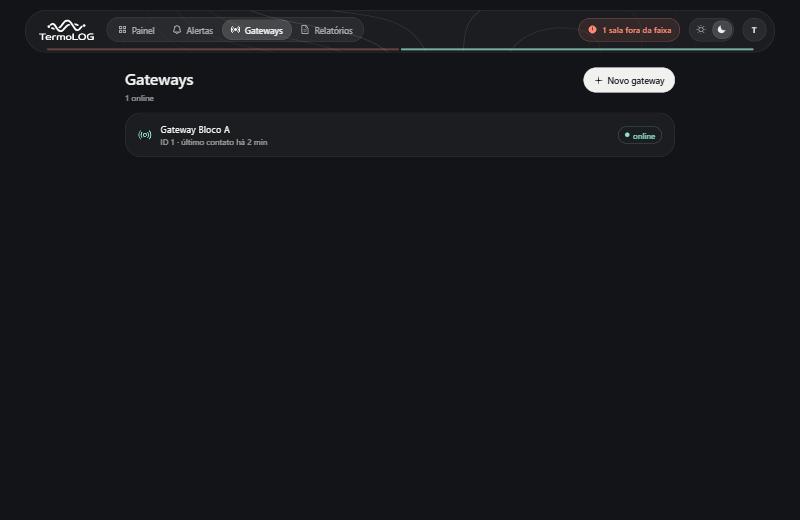 TermoLOG
Painel
Alertas
Gateways
Relatórios
1 sala fora da faixa
T
Gateways
1 online
Novo gateway
Gateway Bloco A
ID 1 · último contato há 2 min
online